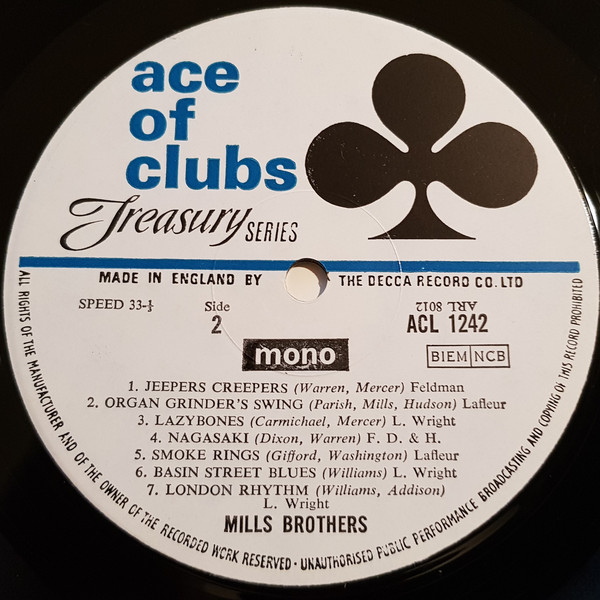 ace
of
clubs
Treasury SERIES
MADE IN ENGLAND BY THE DECCA RECORD CO. LTD
SPEED 33-⅓
Side
2
ARL 8012
ACL 1242
mono
BIEM NCB
1. JEEPERS CREEPERS (Warren, Mercer) Feldman
2. ORGAN GRINDER'S SWING (Parish, Mills, Hudson) Lafleur
3. LAZYBONES (Carmichael, Mercer) L. Wright
4. NAGASAKI (Dixon, Warren) F. D. & H.
5. SMOKE RINGS (Gifford, Washington) Lafleur
6. BASIN STREET BLUES (Williams) L. Wright
7. LONDON RHYTHM (Williams, Addison)
L. Wright
MILLS BROTHERS
ALL RIGHTS OF THE MANUFACTURER AND OF THE OWNER OF THE RECORDED WORK RESERVED · UNAUTHORISED PUBLIC PERFORMANCE BROADCASTING AND COPYING OF THIS RECORD PROHIBITED